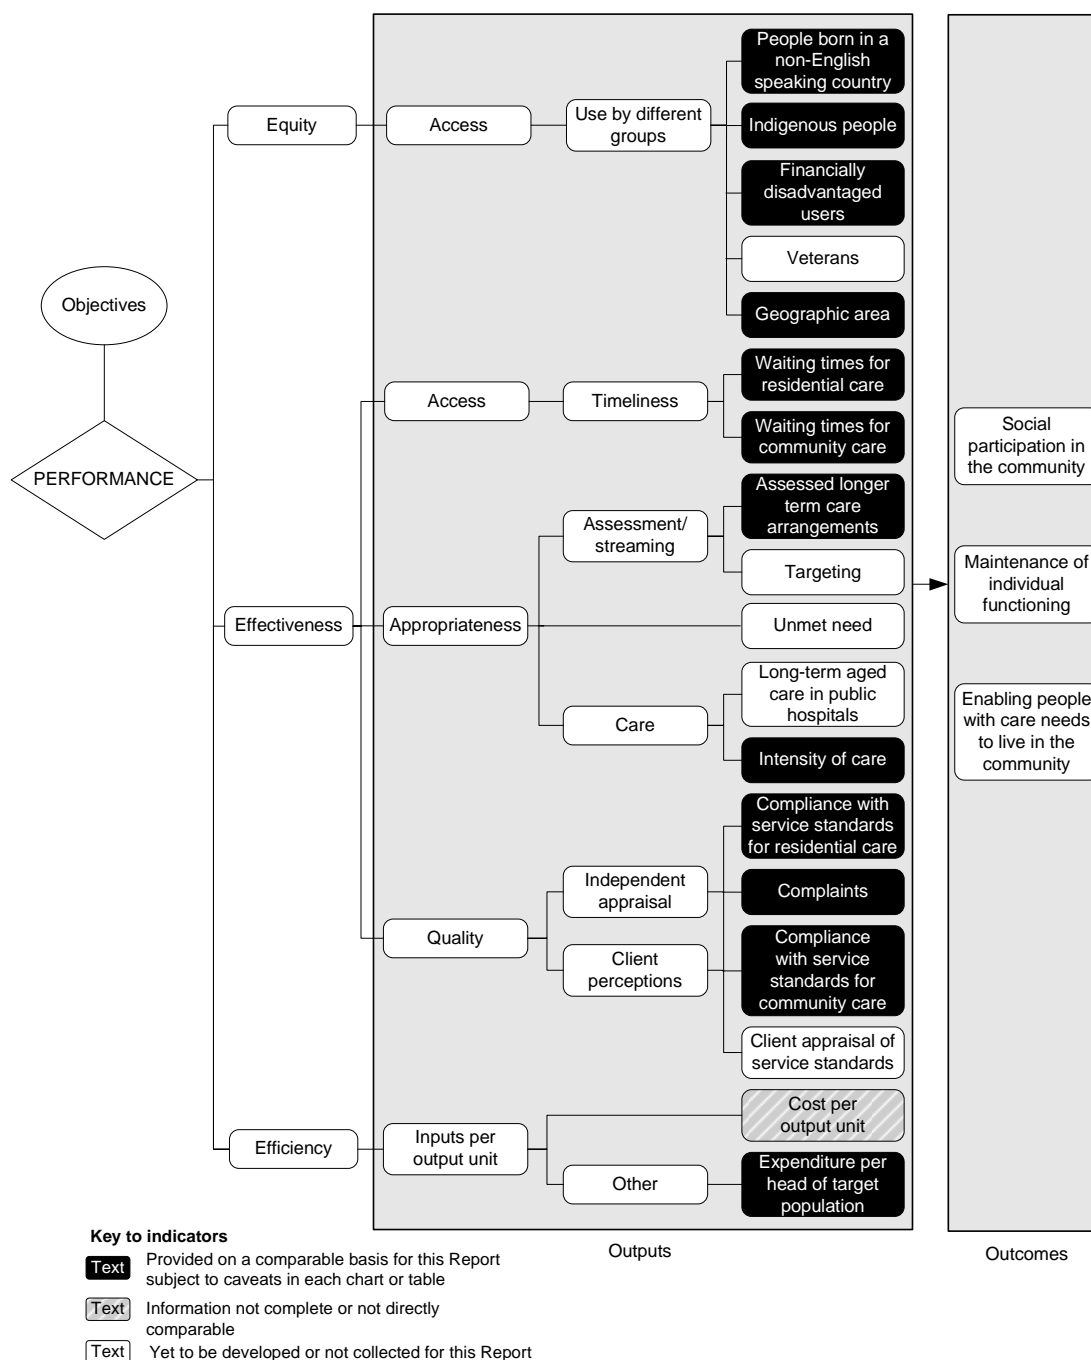 People born in a
non-English
speaking country
Equity
Access
Use by different
groups
Indigenous people
Financially
disadvantaged
users
Veterans
Objectives
Geographic area
Waiting times for
residential care
Access
Timeliness
Waiting times for
community care
Social
participation in
the community
PERFORMANCE
Assessed longer
term care
arrangements
Assessment/
streaming
Targeting
Maintenance of
individual
functioning
Effectiveness
Appropriateness
Unmet need
Long-term aged
care in public
hospitals
Care
Intensity of care
Enabling people
with care needs
to live in the
community
Compliance with
service standards
for residential care
Independent
appraisal
Complaints
Quality
Client
perceptions
Compliance
with service
standards for
community care
Client appraisal of
service standards
Cost per
output unit
Efficiency
Inputs per
output unit
Other
Expenditure per
head of target
population
Outputs
Outcomes
Key to indicators
Text Provided on a comparable basis for this Report
subject to caveats in each chart or table
Text Information not complete or not directly
comparable
Text Yet to be developed or not collected for this Report